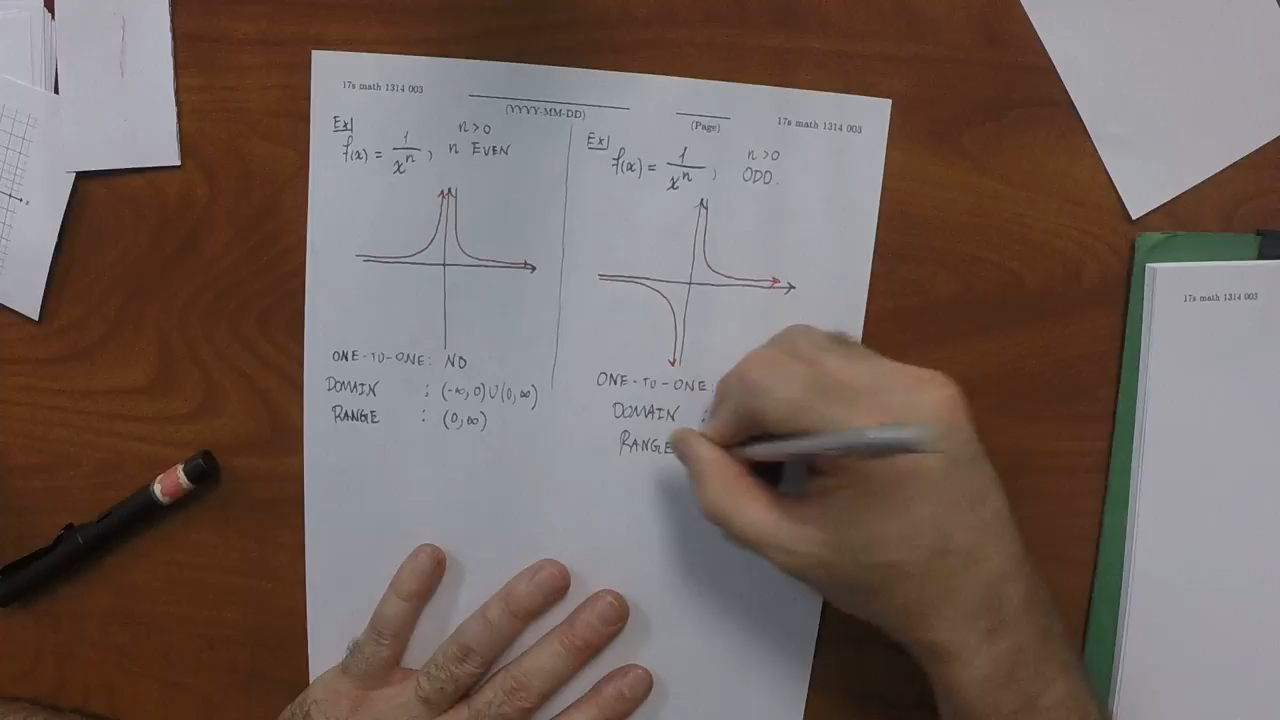 17s math 1314 003
(YYYY-MM-DD)
(Page)
17s math 1314 003
Ex|
f(x) = 1/xⁿ , n > 0
n EVEN
ONE-TO-ONE: NO
DOMAIN : (-∞, 0) U (0, ∞)
RANGE : (0, ∞)
Ex|
f(x) = 1/xⁿ , n > 0
ODD.
ONE-TO-ONE:
DOMAIN :
RANGE
17s math 1314 003